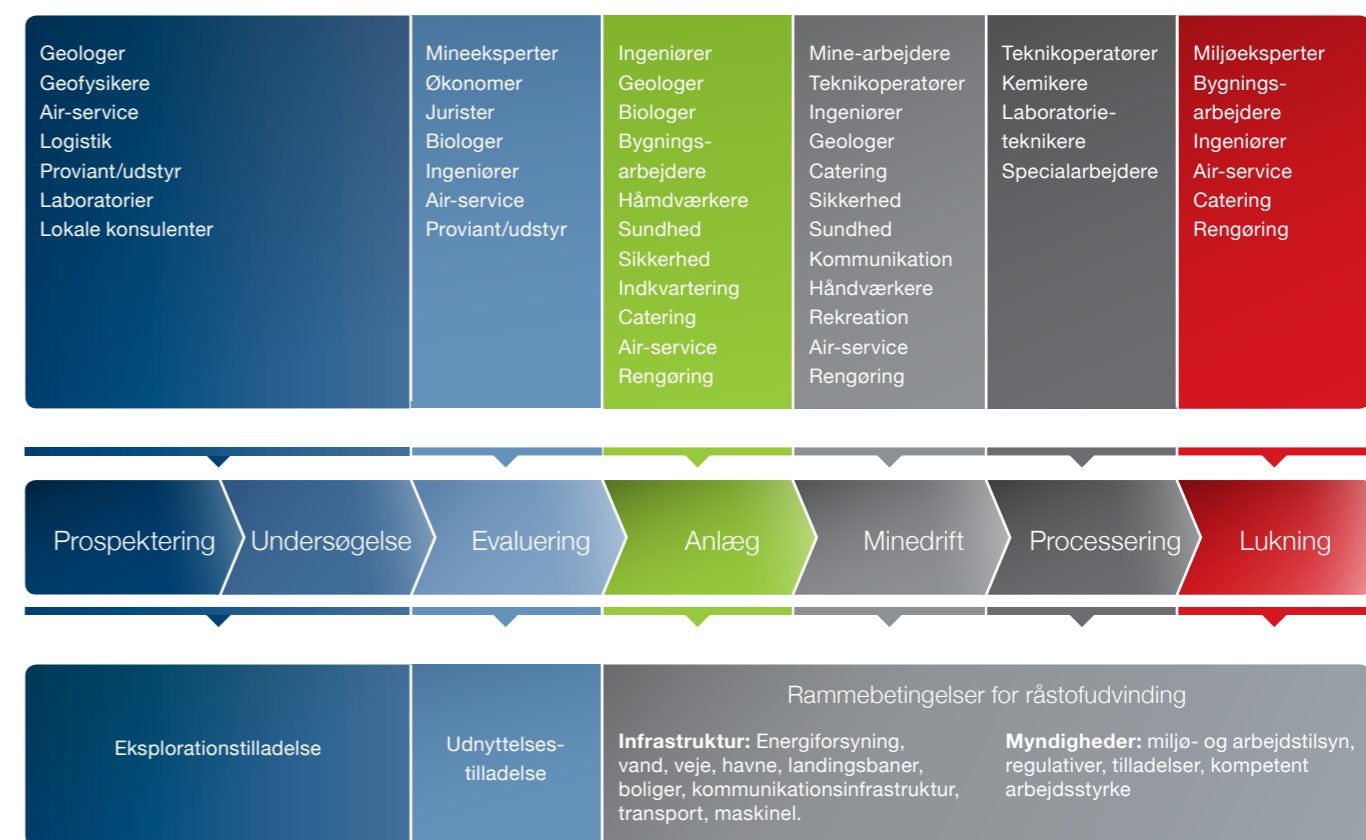 Geologer
Geofysikere
Air-service
Logistik
Proviant/udstyr
Laboratorier
Lokale konsulenter
Mineeksperter
Økonomer
Jurister
Biologer
Ingeniører
Air-service
Proviant/udstyr
Ingeniører
Geologer
Biologer
Bygnings-
arbejdere
Håmdværkere
Sundhed
Sikkerhed
Indkvartering
Catering
Air-service
Rengøring
Mine-arbejdere
Teknikoperatører
Ingeniører
Geologer
Catering
Sikkerhed
Sundhed
Kommunikation
Håndværkere
Rekreation
Air-service
Rengøring
Teknikoperatører
Kemikere
Laboratorie-
teknikere
Specialarbejdere
Miljøeksperter
Bygnings-
arbejdere
Ingeniører
Air-service
Catering
Rengøring
Prospektering
Undersøgelse
Evaluering
Anlæg
Minedrift
Processering
Lukning
Eksplorationstilladelse
Udnyttelses-
tilladelse
Rammebetingelser for råstofudvinding
Infrastruktur: Energiforsyning,
vand, veje, havne, landingsbaner,
boliger, kommunikationsinfrastruktur,
transport, maskinel.
Myndigheder: miljø- og arbejdstilsyn,
regulativer, tilladelser, kompetent
arbejdsstyrke